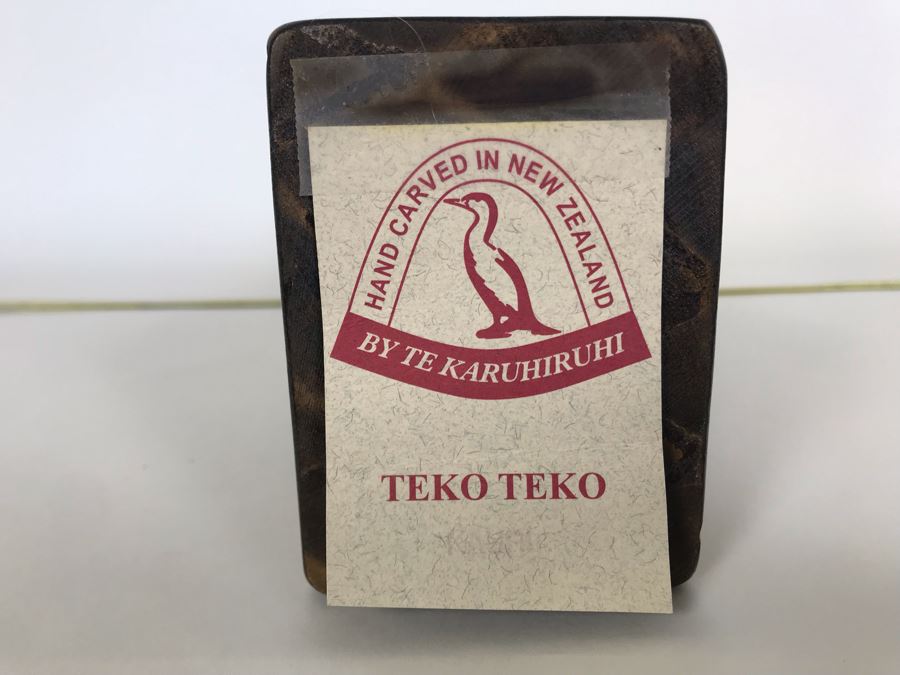 HAND CARVED IN NEW ZEALAND
BY TE KARUHIRUHI
TEKO TEKO